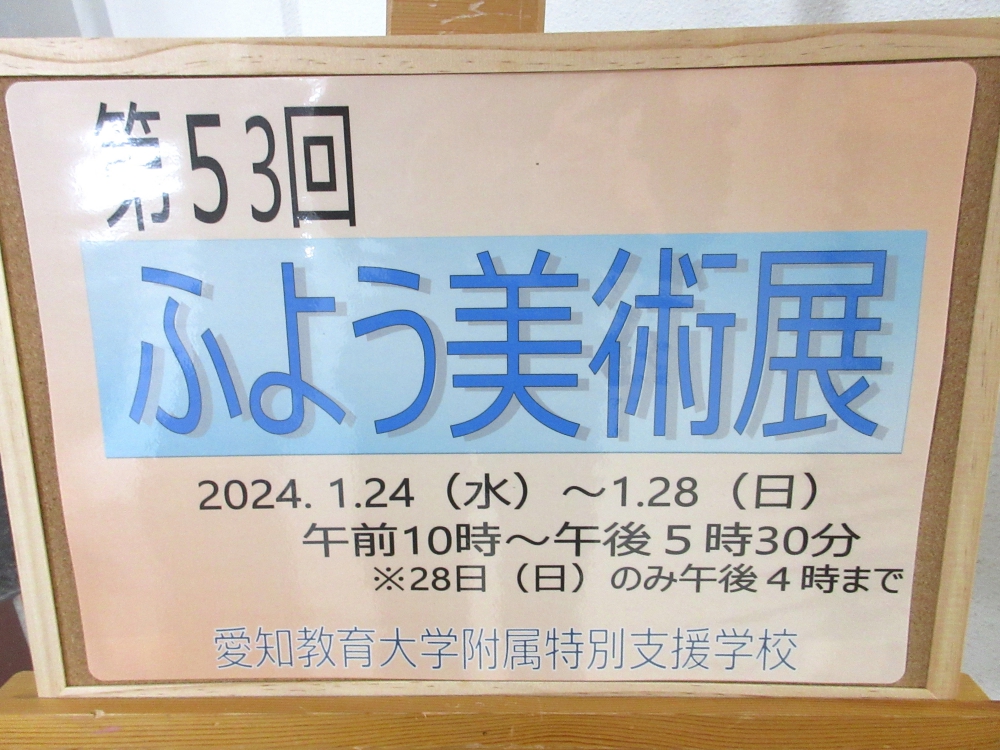 第５３回
ふよう美術展
2024. 1.24（水）～1.28（日）
午前10時～午後５時30分
※28日（日）のみ午後４時まで
愛知教育大学附属特別支援学校